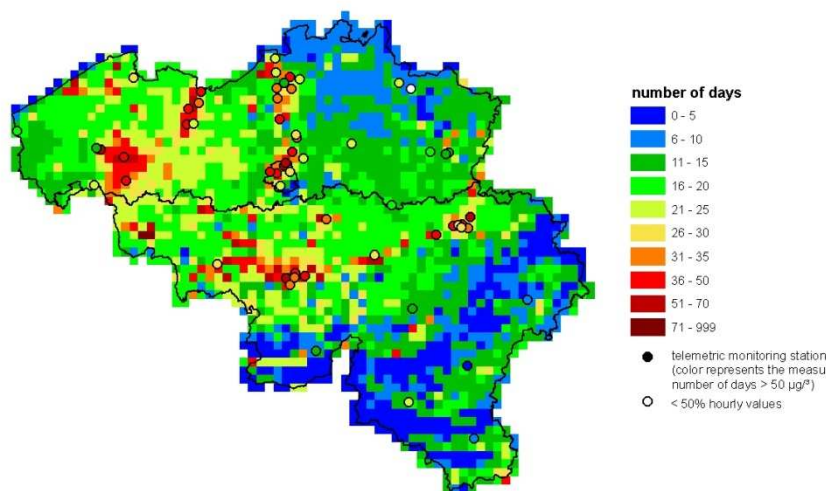 number of days
0 - 5
6 - 10
11 - 15
16 - 20
21 - 25
26 - 30
31 - 35
36 - 50
51 - 70
71 - 999
telemetric monitoring station
(color represents the measu
number of days > 50 µg/³)
< 50% hourly values